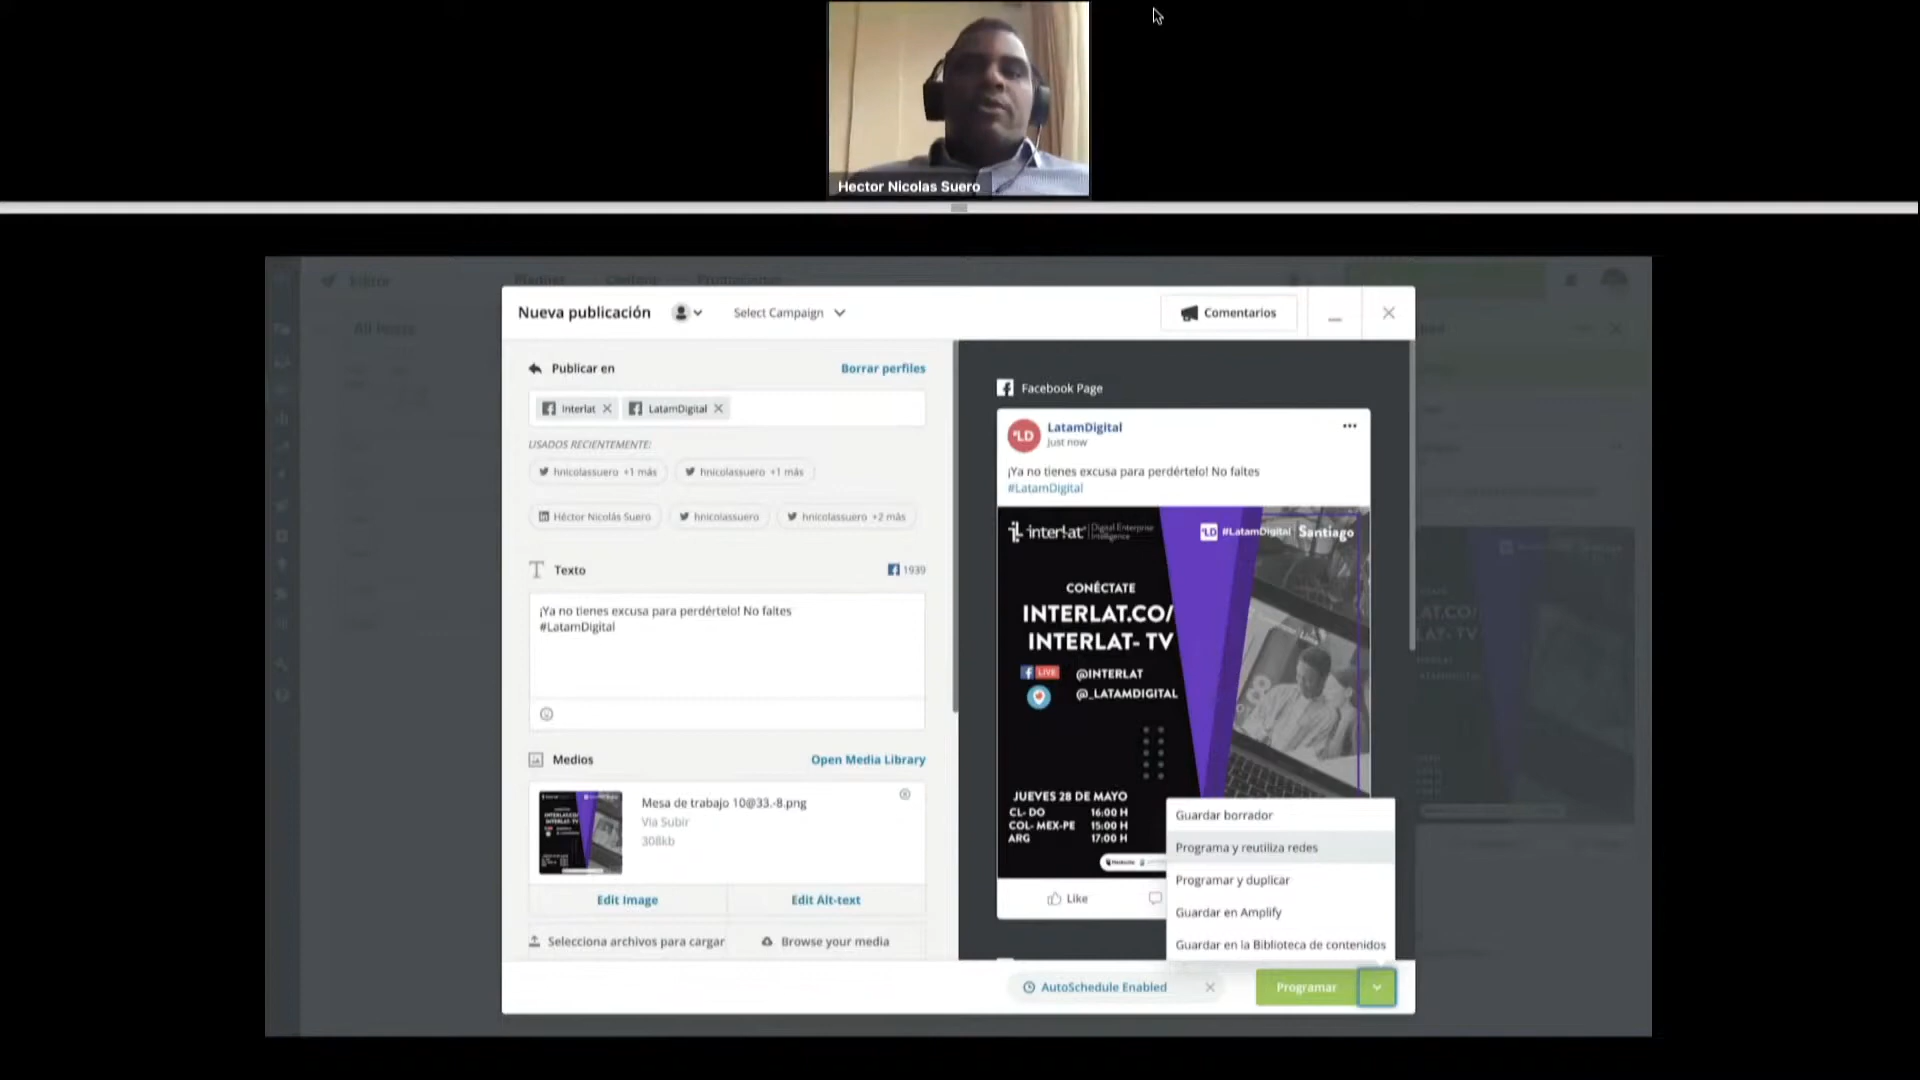 Hector Nicolas Suero
Nueva publicación
Select Campaign
Comentarios
Publicar en
Borrar perfiles
Interlat
LatamDigital
USADOS RECIENTEMENTE:
hnicolassuero +1 más
hnicolassuero +1 más
Héctor Nicolás Suero
hnicolassuero
hnicolassuero +2 más
Texto
1939
¡Ya no tienes excusa para perdértelo! No faltes
#LatamDigital
Medios
Open Media Library
Mesa de trabajo 10@33.-8.png
Via Subir
308kb
Edit Image
Edit Alt-text
Selecciona archivos para cargar
Browse your media
Facebook Page
LatamDigital
Just now
¡Ya no tienes excusa para perdértelo! No faltes
#LatamDigital
interlat Digital Enterprise Intelligence
LD #LatamDigital Santiago
CONÉCTATE
INTERLAT.CO/
INTERLAT- TV
LIVE @INTERLAT
@_LATAMDIGITAL
JUEVES 28 DE MAYO
CL- DO 16:00 H
COL- MEX-PE 15:00 H
ARG 17:00 H
Like
Guardar borrador
Programa y reutiliza redes
Programar y duplicar
Guardar en Amplify
Guardar en la Biblioteca de contenidos
AutoSchedule Enabled
Programar